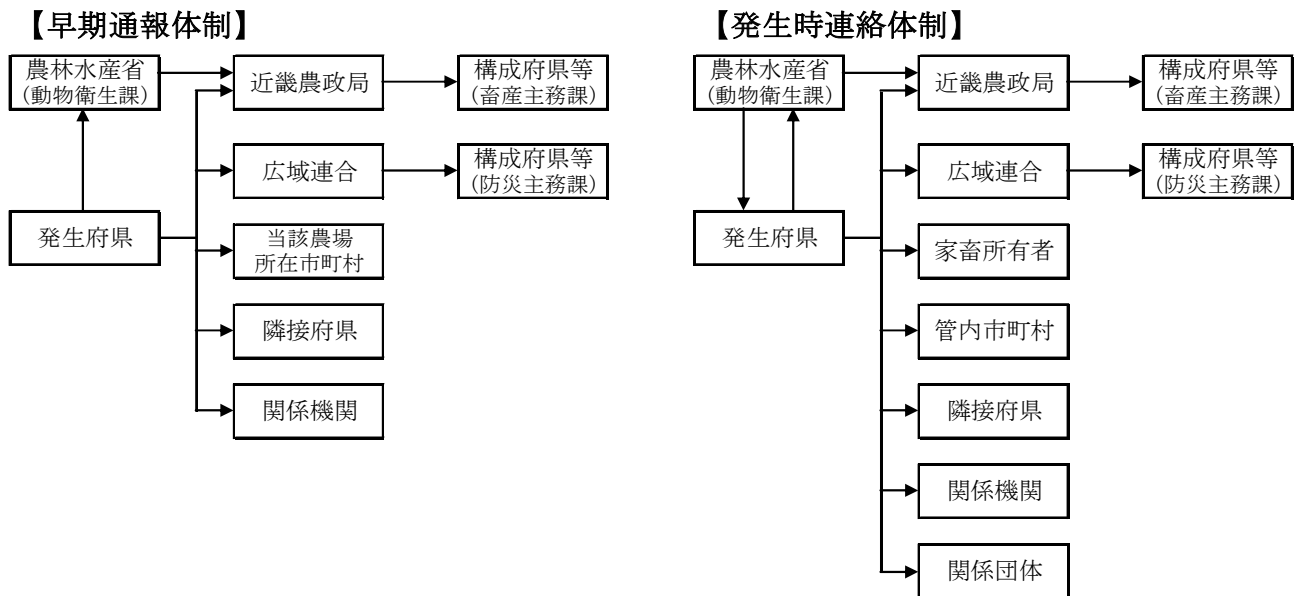 【早期通報体制】
農林水産省
(動物衛生課)
近畿農政局
構成府県等
(畜産主務課)
広域連合
構成府県等
(防災主務課)
発生府県
当該農場
所在市町村
隣接府県
関係機関
【発生時連絡体制】
農林水産省
(動物衛生課)
近畿農政局
構成府県等
(畜産主務課)
広域連合
構成府県等
(防災主務課)
発生府県
家畜所有者
管内市町村
隣接府県
関係機関
関係団体